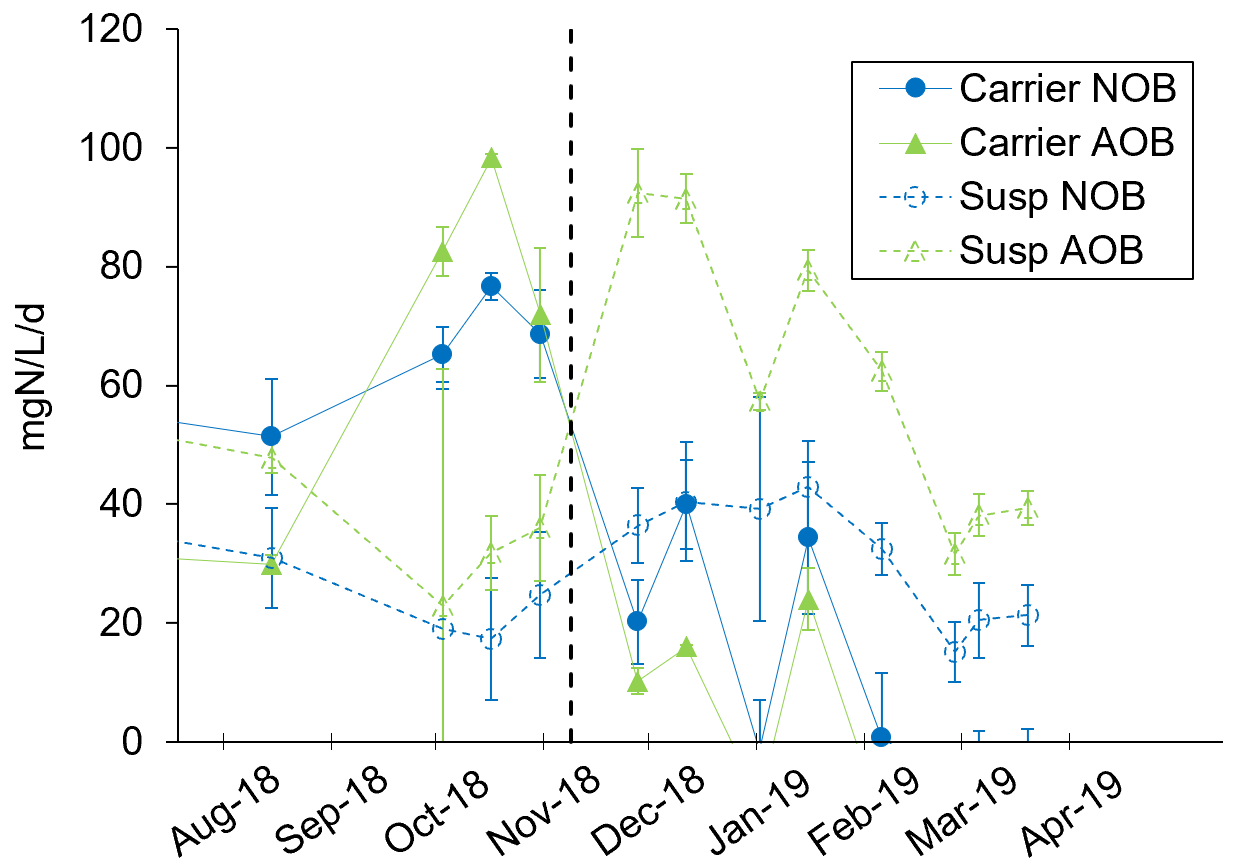 120
100
80
60
40
20
0
mgN/L/d
Carrier NOB
Carrier AOB
Susp NOB
Susp AOB
Aug-18
Sep-18
Oct-18
Nov-18
Dec-18
Jan-19
Feb-19
Mar-19
Apr-19